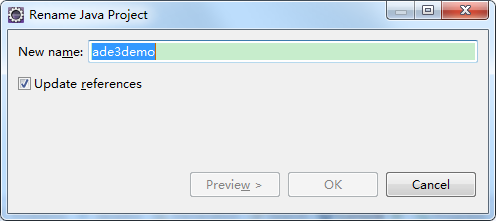 Rename Java Project
New name: ade3demo
Update references
Preview > OK Cancel